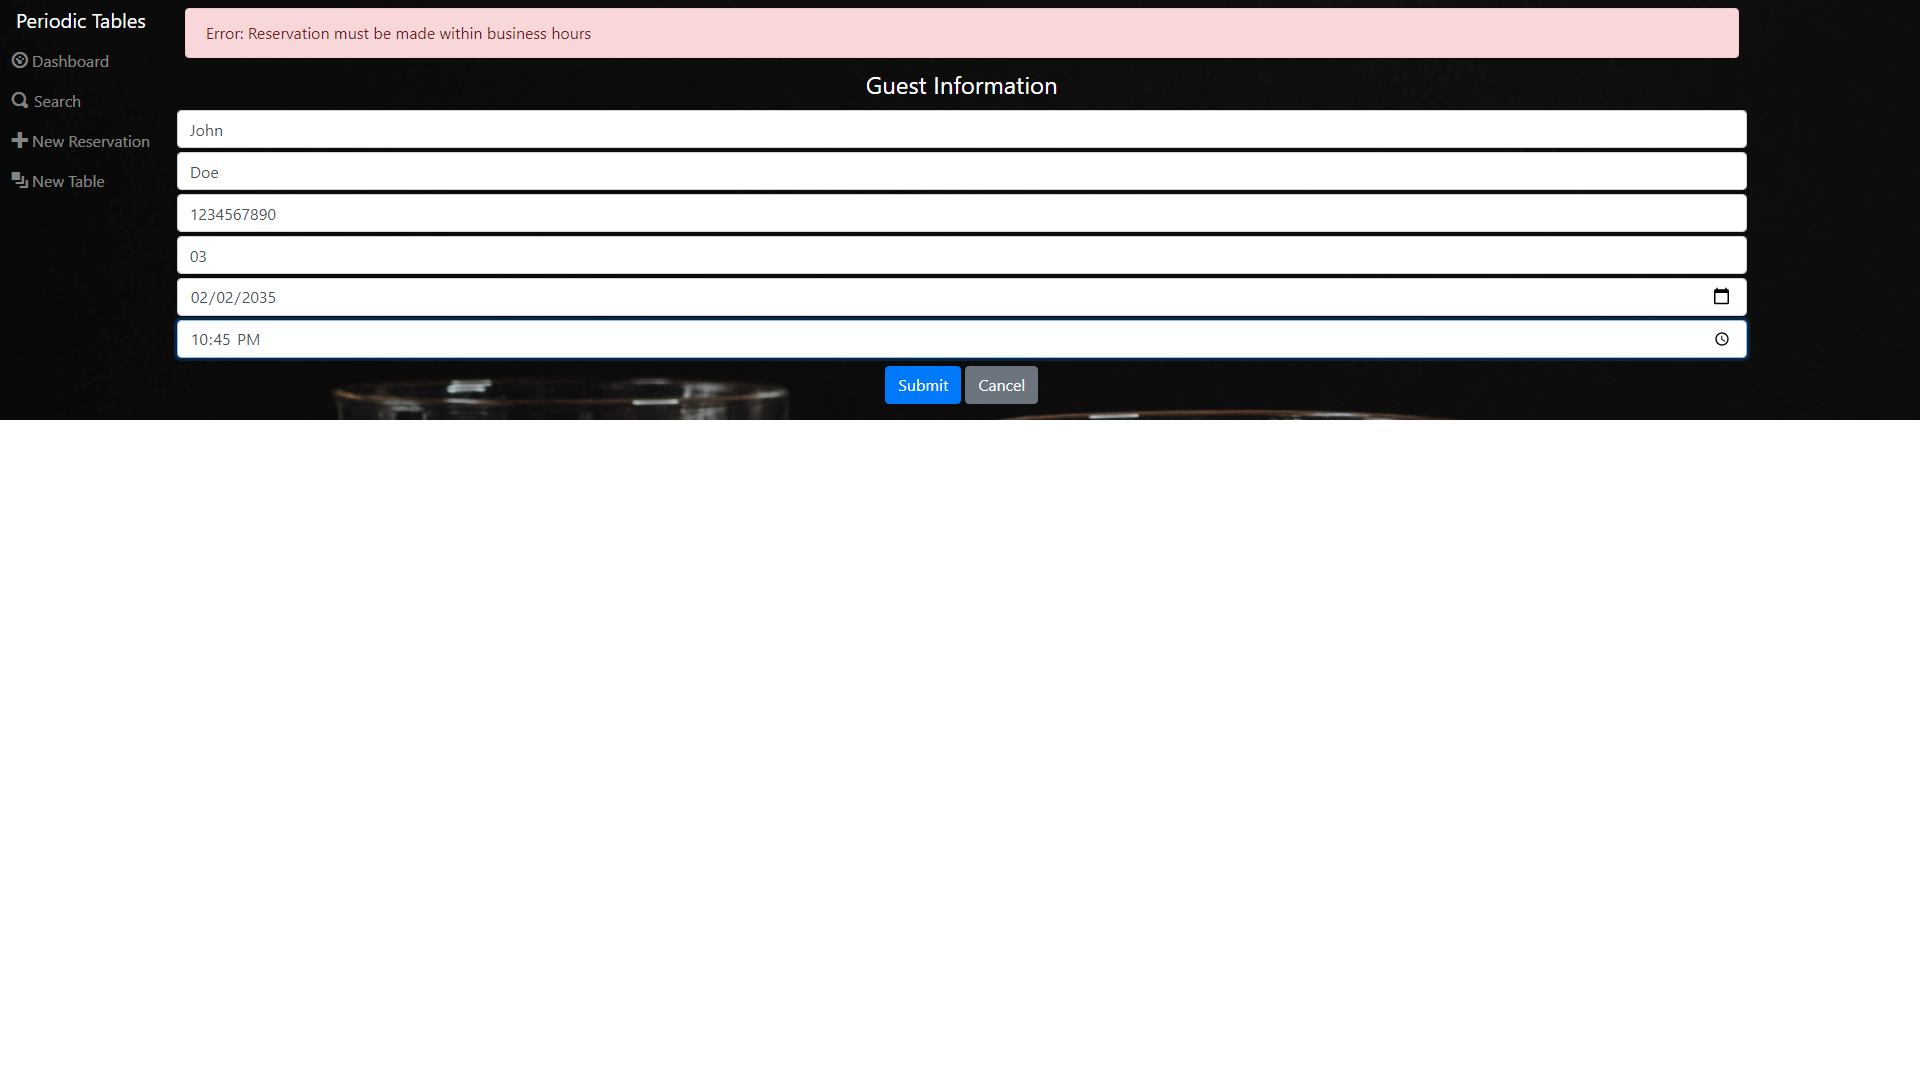 Periodic Tables
Dashboard
Search
New Reservation
New Table
Error: Reservation must be made within business hours
Guest Information
John
Doe
1234567890
03
02/02/2035
10:45 PM
Submit Cancel